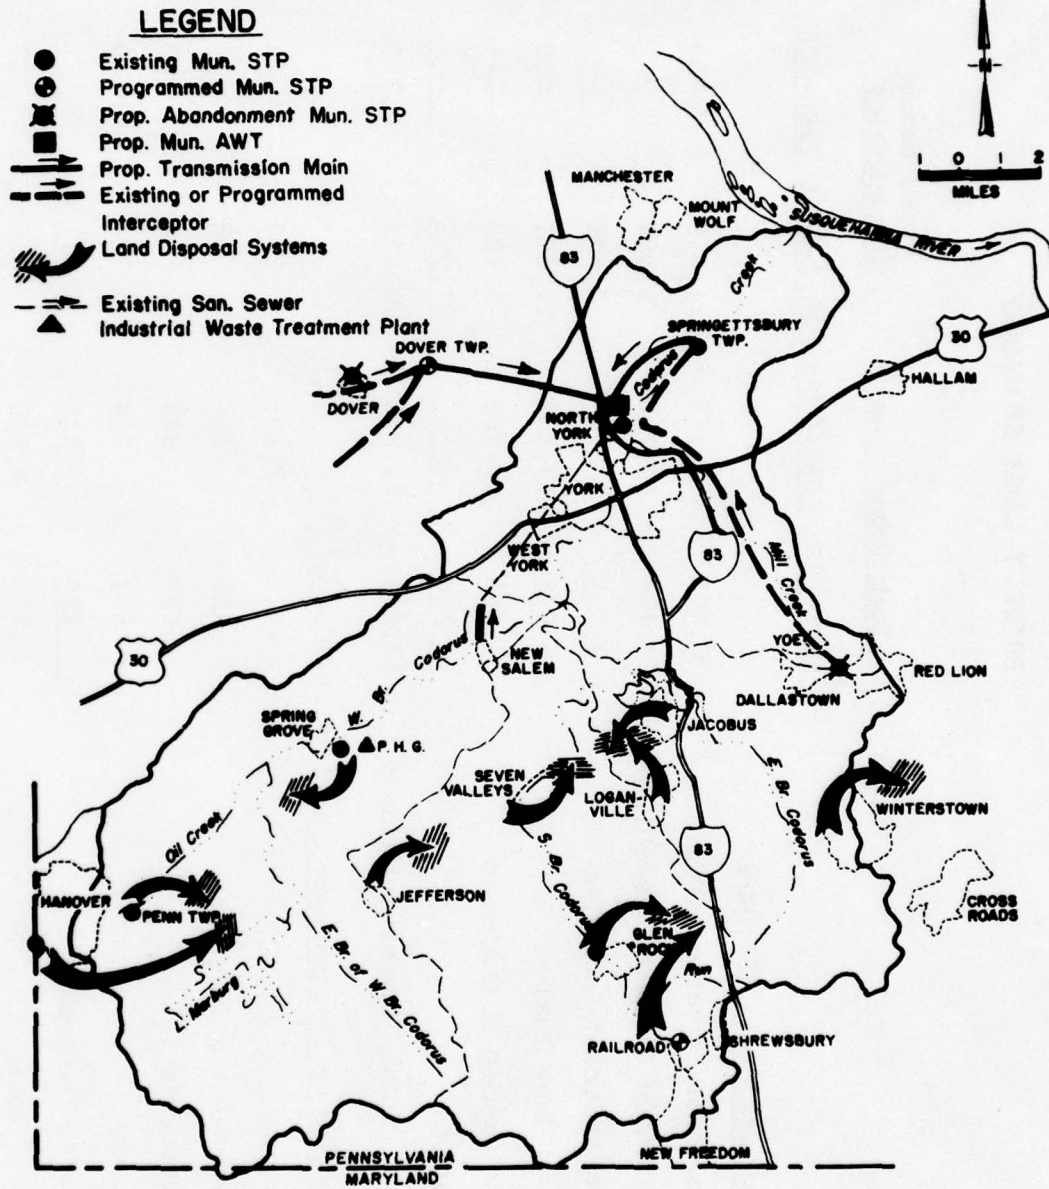 LEGEND
Existing Mun. STP
Programmed Mun. STP
Prop. Abandonment Mun. STP
Prop. Mun. AWT
Prop. Transmission Main
Existing or Programmed
Interceptor
Land Disposal Systems
Existing San. Sewer
Industrial Waste Treatment Plant
N
1 0 1 2
MILES
MANCHESTER
MOUNT
WOLF
SUSQUEHANNA RIVER
83
Creek
Codorus
SPRINGETTSBURY
TWP.
30
HALLAM
DOVER TWP.
DOVER
NORTH
YORK
YORK
WEST
YORK
83
Mill Creek
YOE
RED LION
DALLASTOWN
30
W. Br. Codorus
NEW
SALEM
SPRING
GROVE
P. H. G.
JACOBUS
SEVEN
VALLEYS
LOGAN-
VILLE
E. Br. Codorus
WINTERSTOWN
83
S. Br. Codorus
Oil Creek
HANOVER
PENN TWP.
JEFFERSON
CROSS
ROADS
GLEN
ROCK
Run
L. Marburg
E. Br. of W. Br. Codorus
RAILROAD
SHREWSBURY
NEW FREEDOM
PENNSYLVANIA
MARYLAND